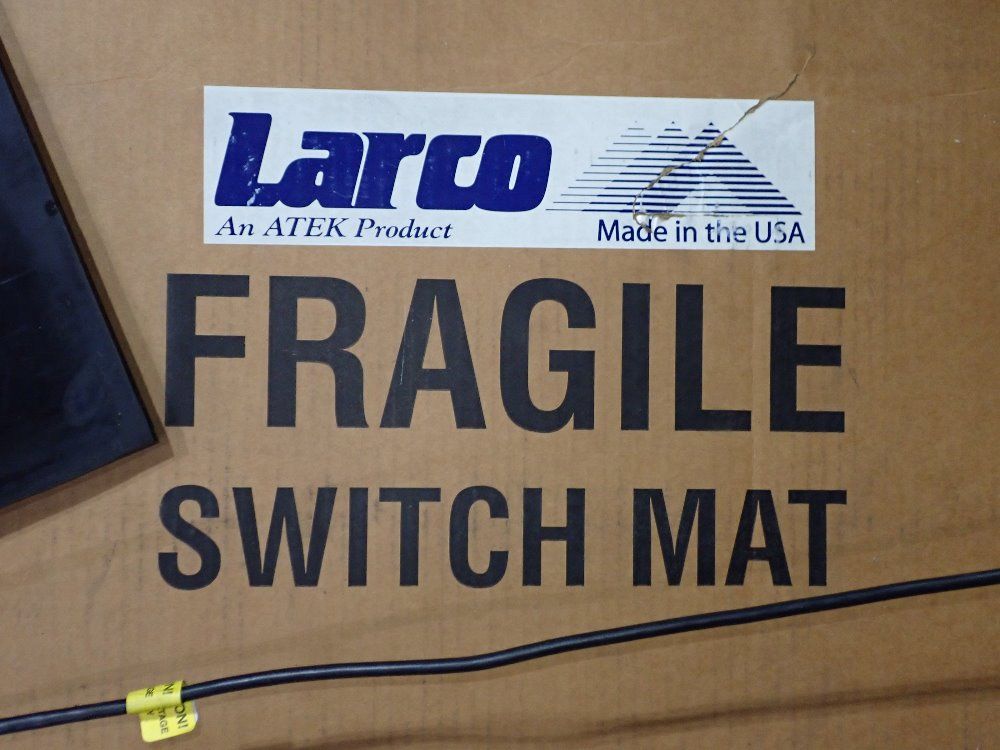 Larco
An ATEK Product
Made in the USA
FRAGILE
SWITCH MAT